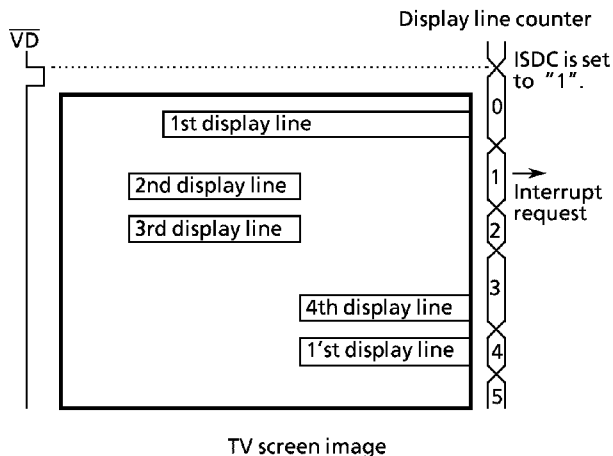 Display line counter
VD
ISDC is set
to "1".
0
1st display line
1
Interrupt
request
2nd display line
3rd display line
2
3
4th display line
1'st display line
4
5
TV screen image